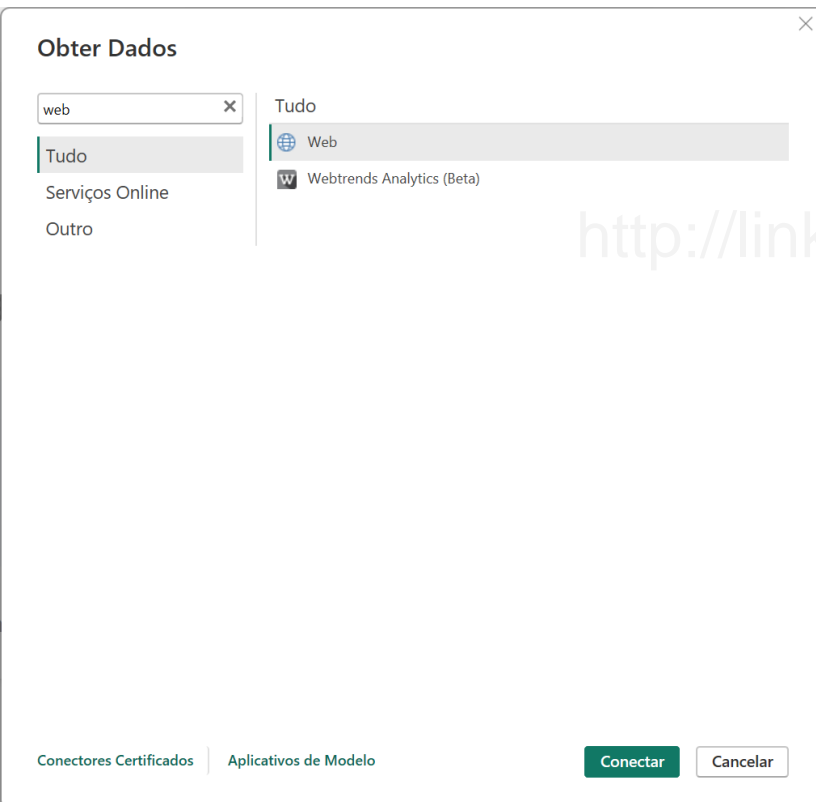 Obter Dados
web
Tudo
Serviços Online
Outro
Tudo
Web
W Webtrends Analytics (Beta)
http://link
Conectores Certificados
Aplicativos de Modelo
Conectar
Cancelar